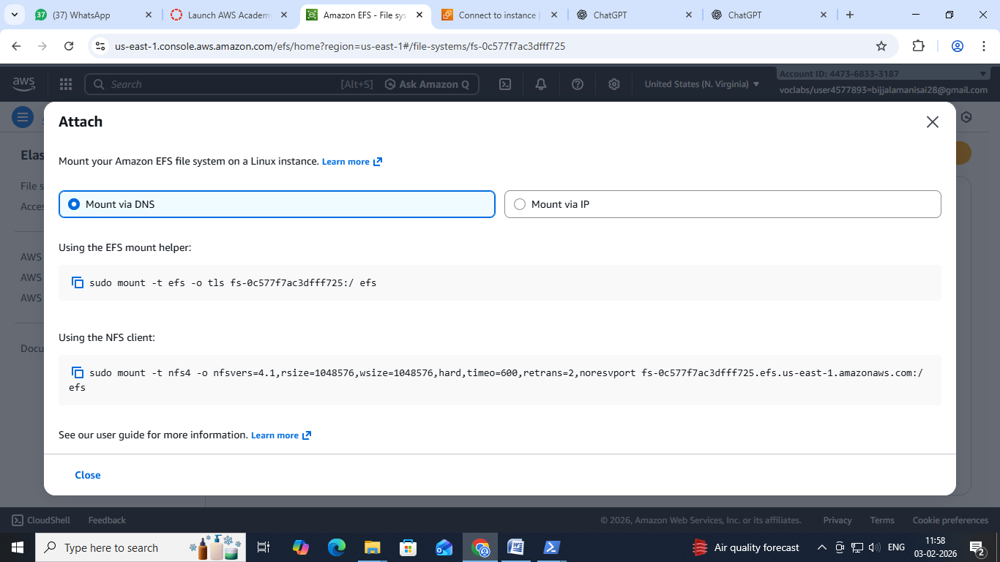 (37) WhatsApp
Launch AWS Academy
Amazon EFS - File sys
Connect to instance |
ChatGPT
ChatGPT
us-east-1.console.aws.amazon.com/efs/home?region=us-east-1#/file-systems/fs-0c577f7ac3dfff725
aws
Search
[Alt+S]
Ask Amazon Q
United States (N. Virginia)
Account ID: 4473-6833-3187
voclabs/user4577893=bijjalamanisai28@gmail.com
Elas
File s
Acces
AWS
AWS
AWS
Docu
Attach
Mount your Amazon EFS file system on a Linux instance. Learn more
Mount via DNS
Mount via IP
Using the EFS mount helper:
sudo mount -t efs -o tls fs-0c577f7ac3dfff725:/ efs
Using the NFS client:
sudo mount -t nfs4 -o nfsvers=4.1,rsize=1048576,wsize=1048576,hard,timeo=600,retrans=2,noresvport fs-0c577f7ac3dfff725.efs.us-east-1.amazonaws.com:/
efs
See our user guide for more information. Learn more
Close
CloudShell
Feedback
© 2026, Amazon Web Services, Inc. or its affiliates.
Privacy
Terms
Cookie preferences
Type here to search
Air quality forecast
ENG
11:58
03-02-2026
2